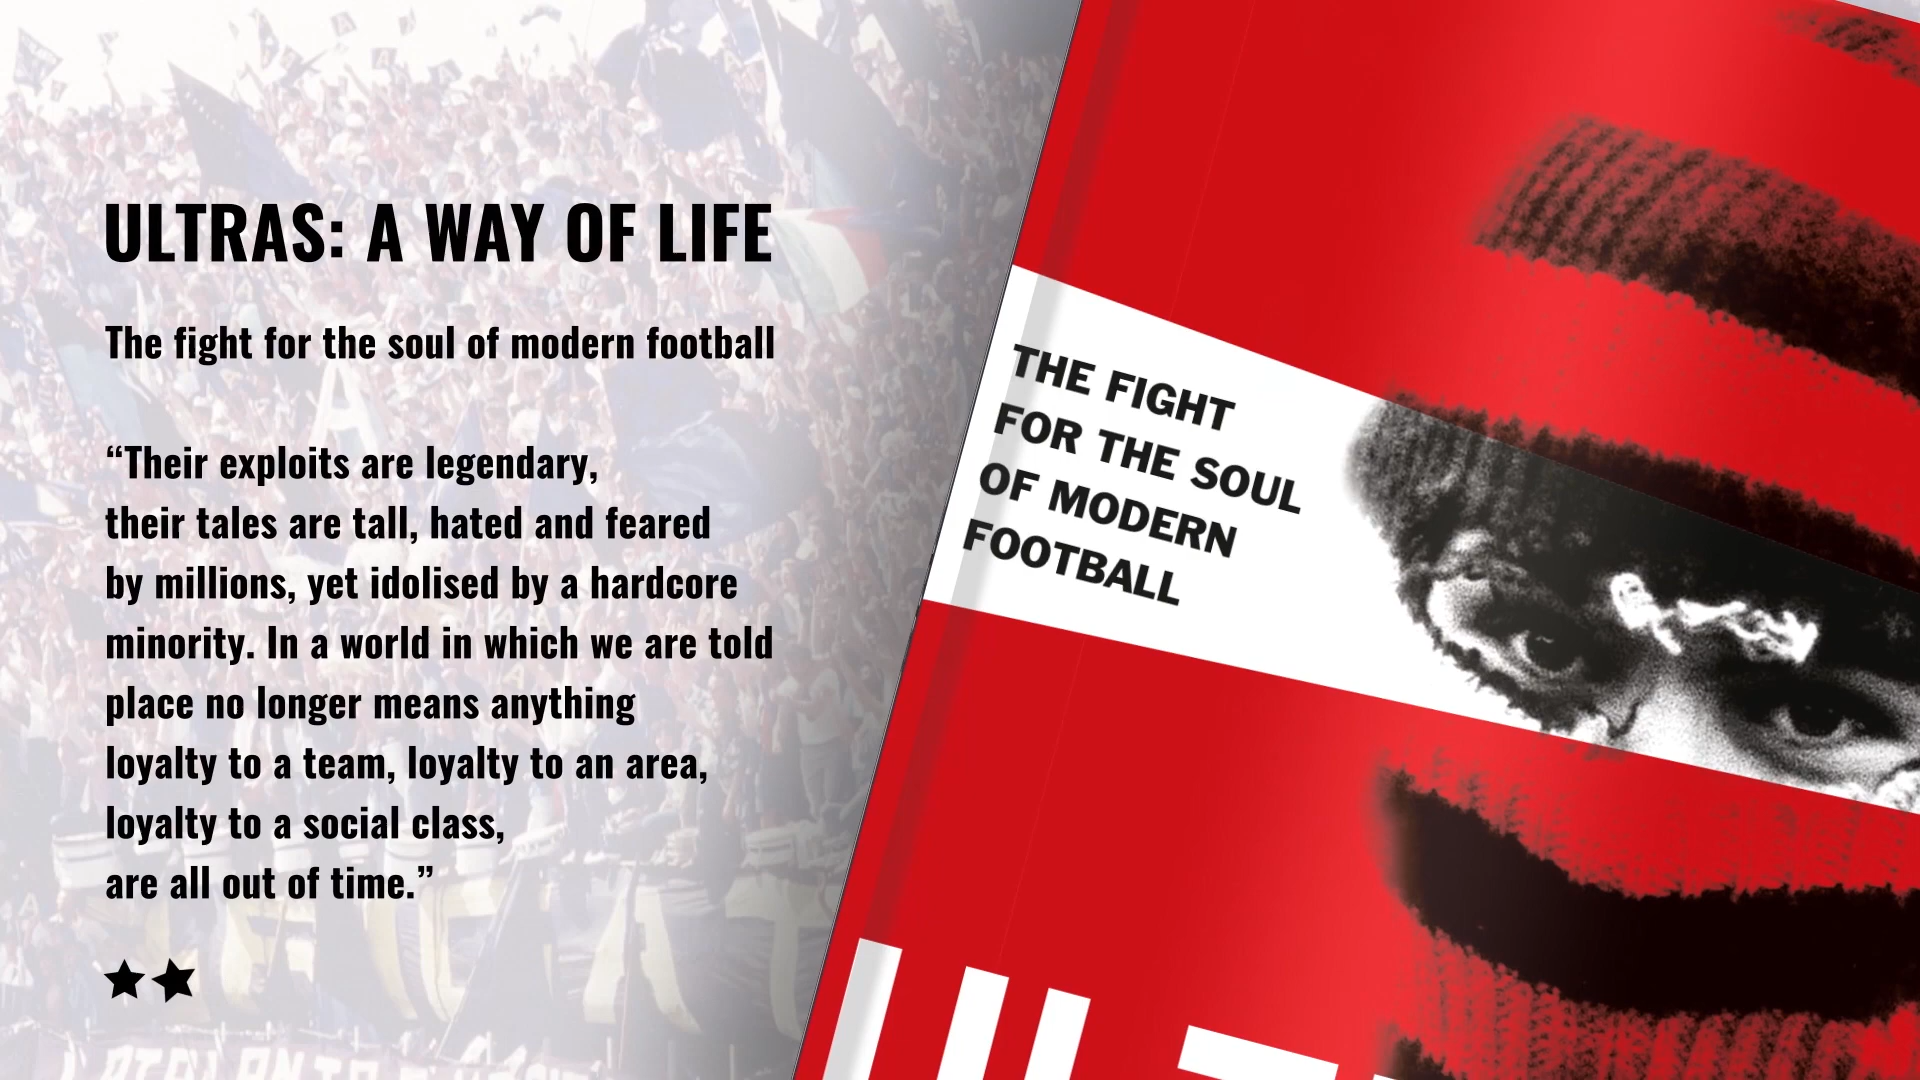 ULTRAS: A WAY OF LIFE
The fight for the soul of modern football
“Their exploits are legendary,
their tales are tall, hated and feared
by millions, yet idolised by a hardcore
minority. In a world in which we are told
place no longer means anything
loyalty to a team, loyalty to an area,
loyalty to a social class,
are all out of time.”
THE FIGHT
FOR THE SOUL
OF MODERN
FOOTBALL